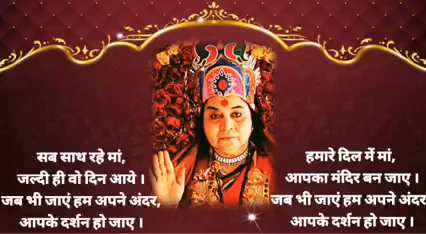 सब साथ रहे मां,
जल्दी ही वो दिन आये ।
जब भी जाएं हम अपने अंदर,
आपके दर्शन हो जाए ।
हमारे दिल में मां,
आपका मंदिर बन जाए ।
जब भी जाएं हम अपने अंदर,
आपके दर्शन हो जाए ।